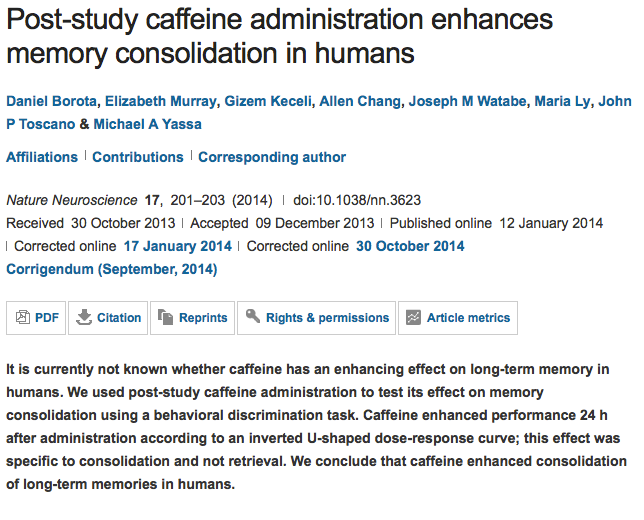 Post-study caffeine administration enhances
memory consolidation in humans
Daniel Borota, Elizabeth Murray, Gizem Keceli, Allen Chang, Joseph M Watabe, Maria Ly, John
P Toscano & Michael A Yassa
Affiliations | Contributions | Corresponding author
Nature Neuroscience 17, 201–203 (2014) | doi:10.1038/nn.3623
Received 30 October 2013 | Accepted 09 December 2013 | Published online 12 January 2014
| Corrected online 17 January 2014 | Corrected online 30 October 2014
Corrigendum (September, 2014)
PDF Citation Reprints Rights & permissions Article metrics
It is currently not known whether caffeine has an enhancing effect on long-term memory in
humans. We used post-study caffeine administration to test its effect on memory
consolidation using a behavioral discrimination task. Caffeine enhanced performance 24 h
after administration according to an inverted U-shaped dose-response curve; this effect was
specific to consolidation and not retrieval. We conclude that caffeine enhanced consolidation
of long-term memories in humans.